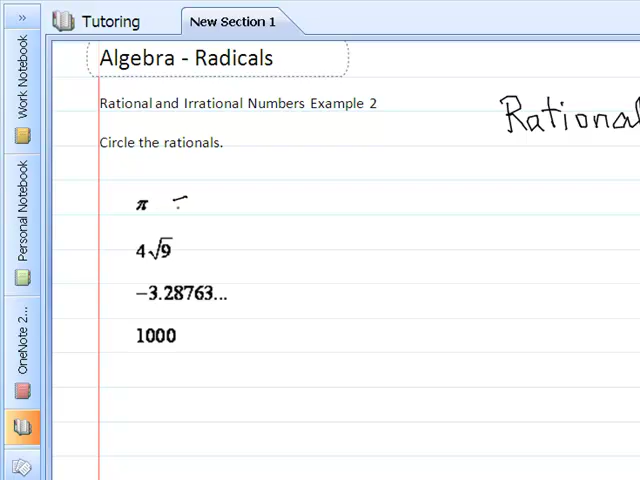 »
Tutoring
New Section 1
Work Notebook
Personal Notebook
OneNote 2...
Algebra - Radicals
Rational and Irrational Numbers Example 2
Rational
Circle the rationals.
π
4√9
−3.28763...
1000